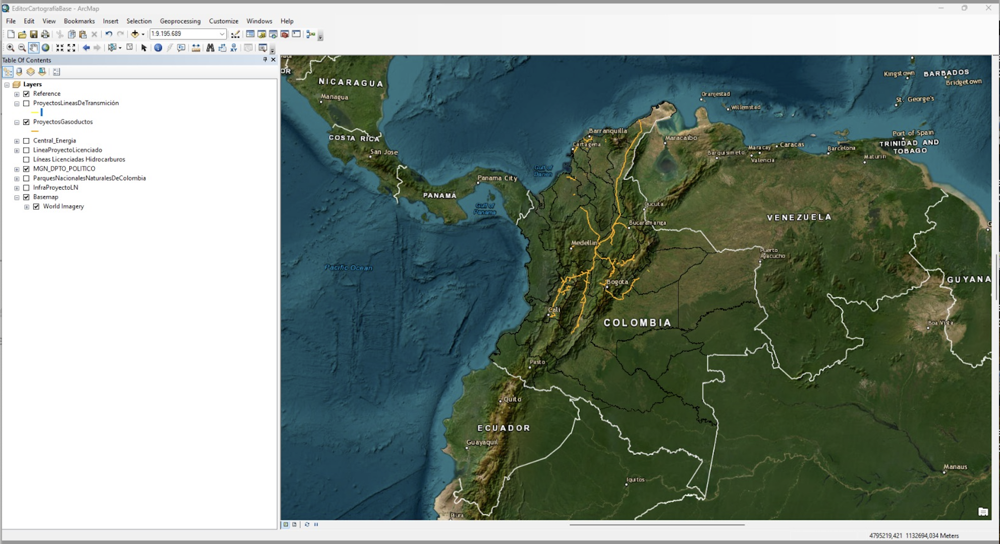 EditorCartografíaBase - ArcMap
File Edit View Bookmarks Insert Selection Geoprocessing Customize Windows Help
1:9.195.689
Table Of Contents
Layers
Reference
ProyectosLineasDeTransmición
ProyectosGasoductos
Central_Energia
LineaProyectoLicenciado
Líneas Licenciadas Hidrocarburos
MGN_DPTO_POLITICO
ParquesNacionalesNaturalesDeColombia
InfraProyectoLN
Basemap
World Imagery
OR
NICARAGUA
Managua
COSTA RICA
San Jose
PANAMÁ
Panama City
Gulf of
Panama
Gulf of
Darien
Pacific Ocean
Barranquilla
Cartagena
Oranjestad
Willemstad
Maracaibo
Barquisimeto
Maracay
Valencia
Caracas
Barcelona
Maturin
Kingstown
BARBADOS
Bridgetown
St. George's
Port of Spain
TRINIDAD AND
TOBAGO
Cucuta
Bucaramanga
VENEZUELA
Medellin
Puerto
Ayacucho
Bogota
GUYANA
Cali
COLOMBIA
Boa Vista
Pasto
Quito
ECUADOR
Guayaquil
Iquitos
Manaus
Piura
4795219,421 1132694,034 Meters